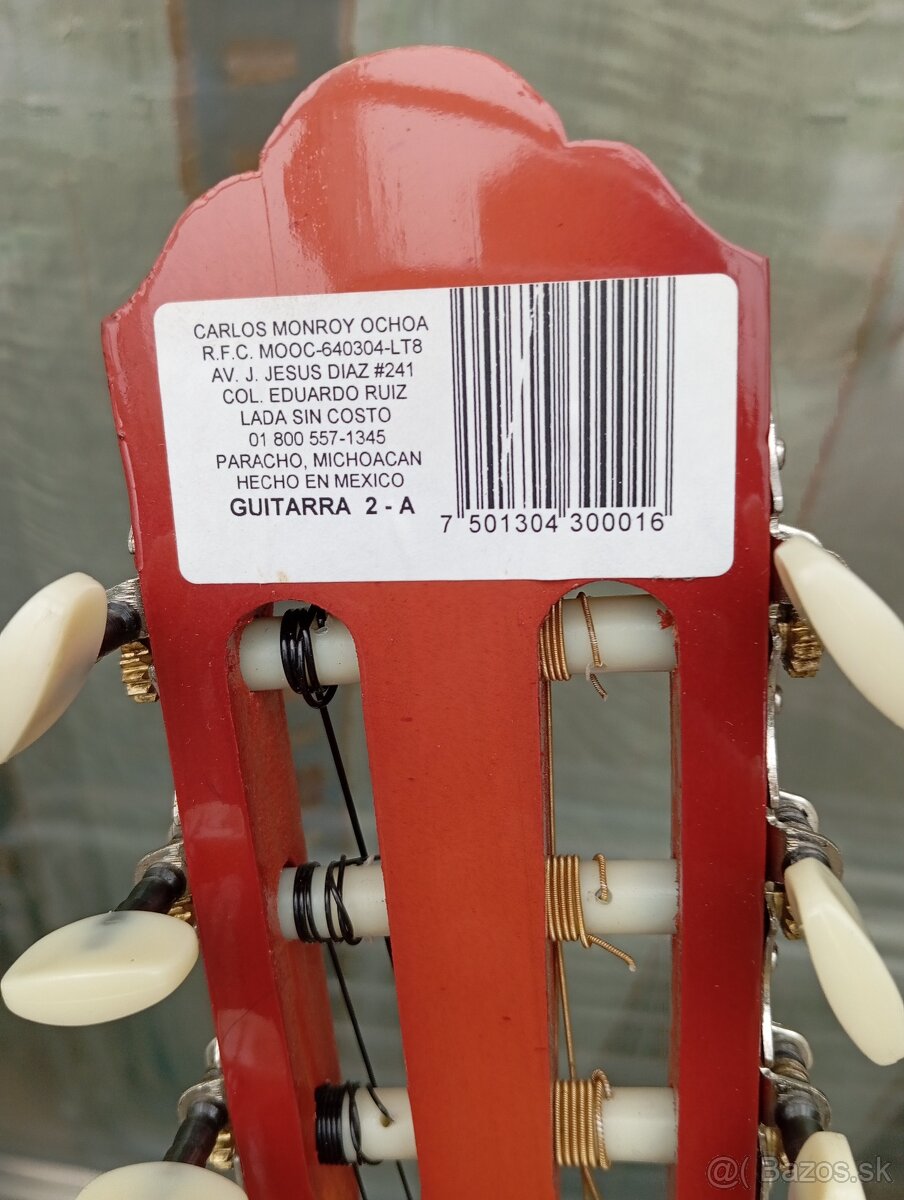 CARLOS MONROY OCHOA
R.F.C. MOOC-640304-LT8
AV. J. JESUS DIAZ #241
COL. EDUARDO RUIZ
LADA SIN COSTO
01 800 557-1345
PARACHO, MICHOACAN
HECHO EN MEXICO
GUITARRA 2 - A
7 501304 300016
@( Bazos.sk